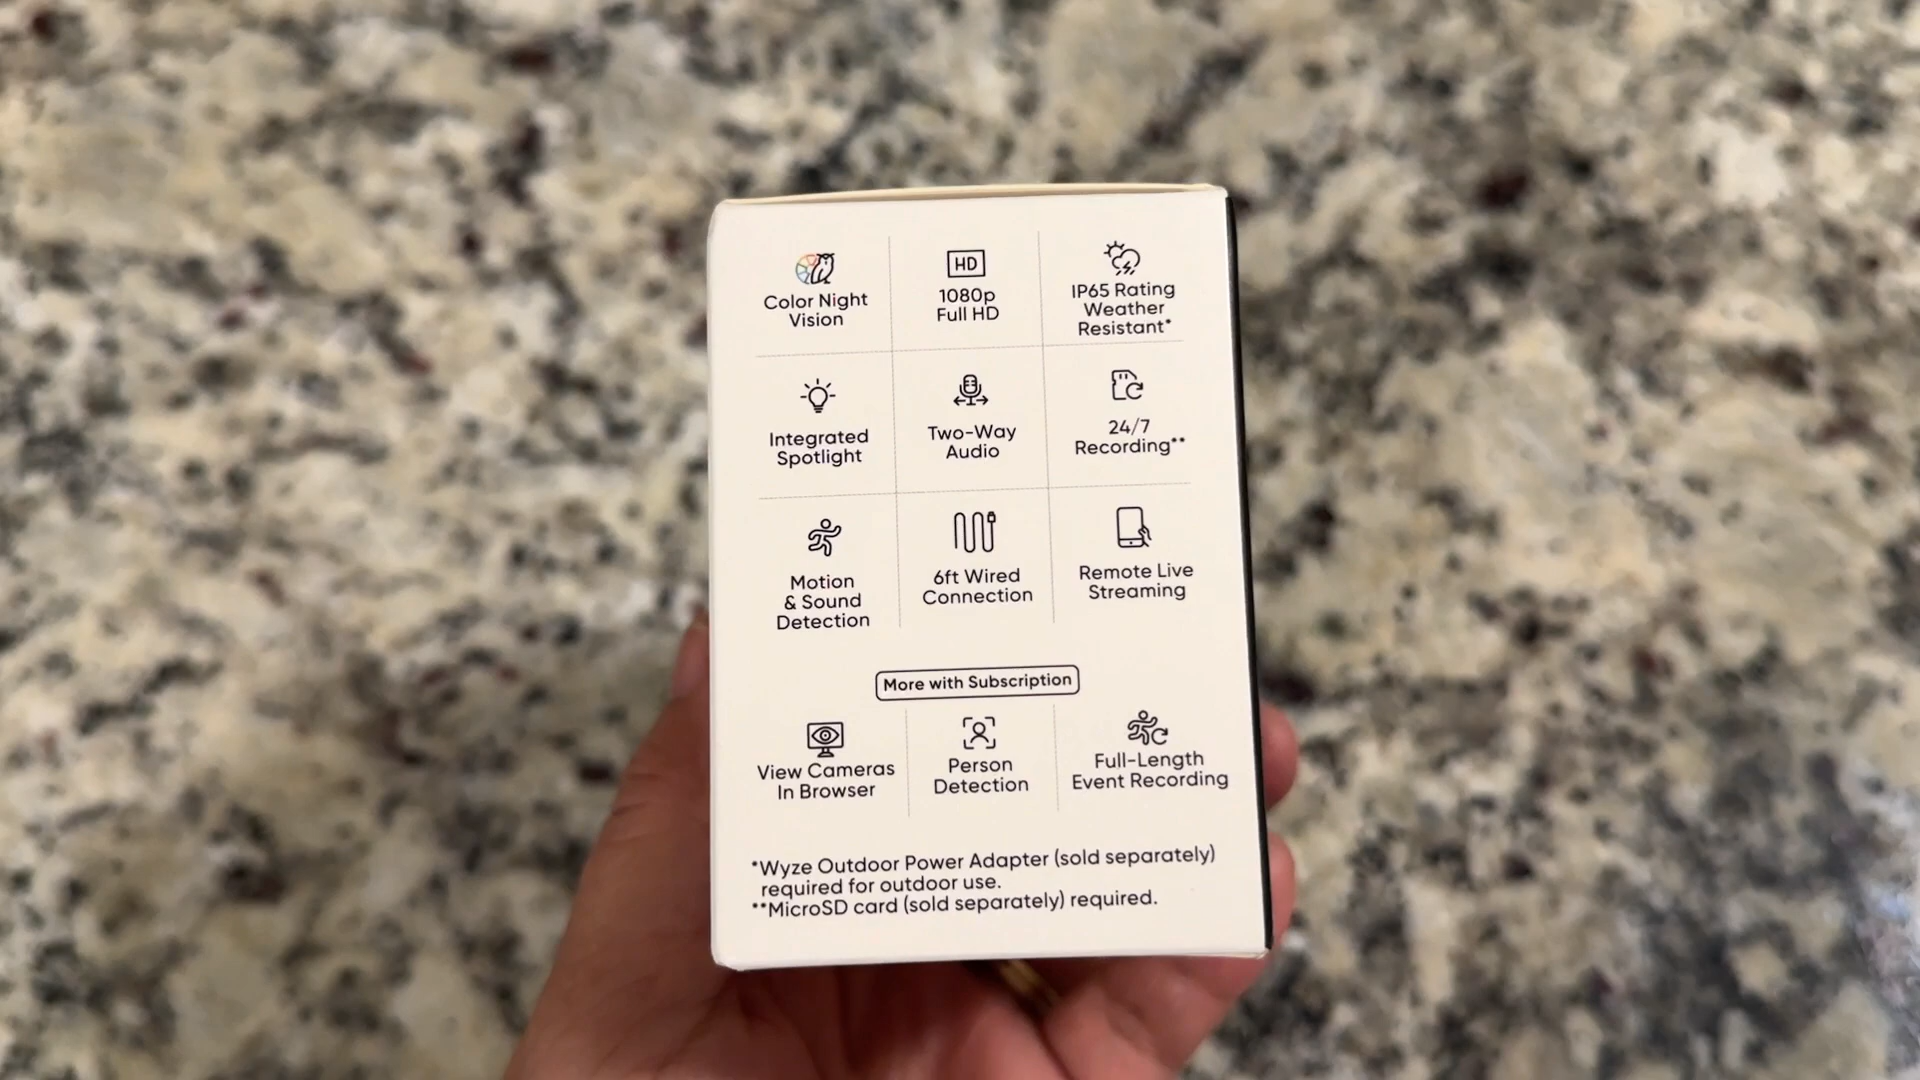 Color Night
Vision
HD
1080p
Full HD
IP65 Rating
Weather
Resistant*
Integrated
Spotlight
Two-Way
Audio
24/7
Recording**
Motion
& Sound
Detection
6ft Wired
Connection
Remote Live
Streaming
More with Subscription
View Cameras
In Browser
Person
Detection
Full-Length
Event Recording
*Wyze Outdoor Power Adapter (sold separately)
required for outdoor use.
**MicroSD card (sold separately) required.